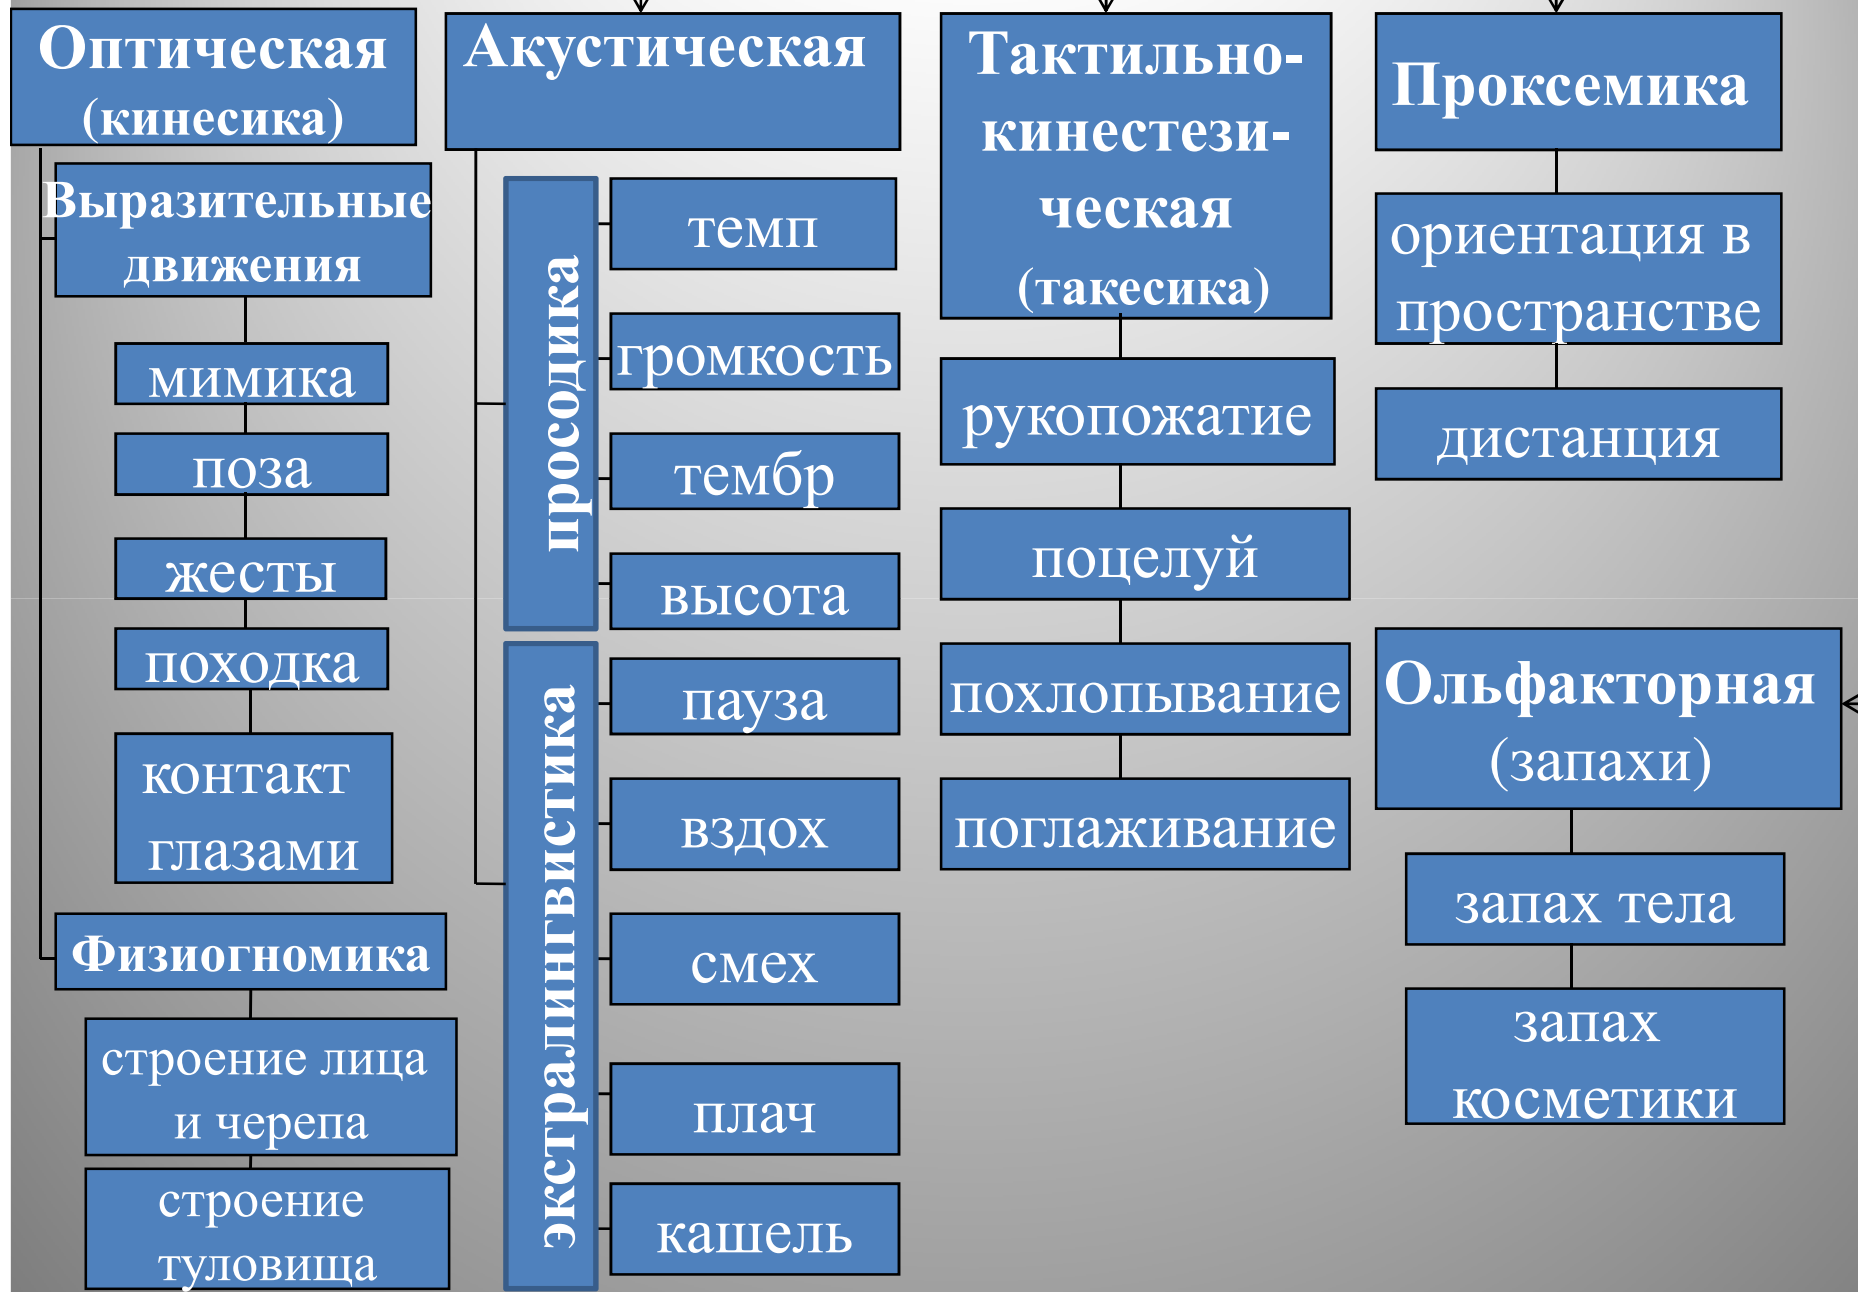 Оптическая
(кинесика)
Выразительные
движения
мимика
поза
жесты
походка
контакт
глазами
Физиогномика
строение лица
и черепа
строение
туловища
Акустическая
просодика
темп
громкость
тембр
высота
экстралингвистика
пауза
вздох
смех
плач
кашель
Тактильно-
кинестези-
ческая
(такесика)
рукопожатие
поцелуй
похлопывание
поглаживание
Проксемика
ориентация в
пространстве
дистанция
Ольфакторная
(запахи)
запах тела
запах
косметики